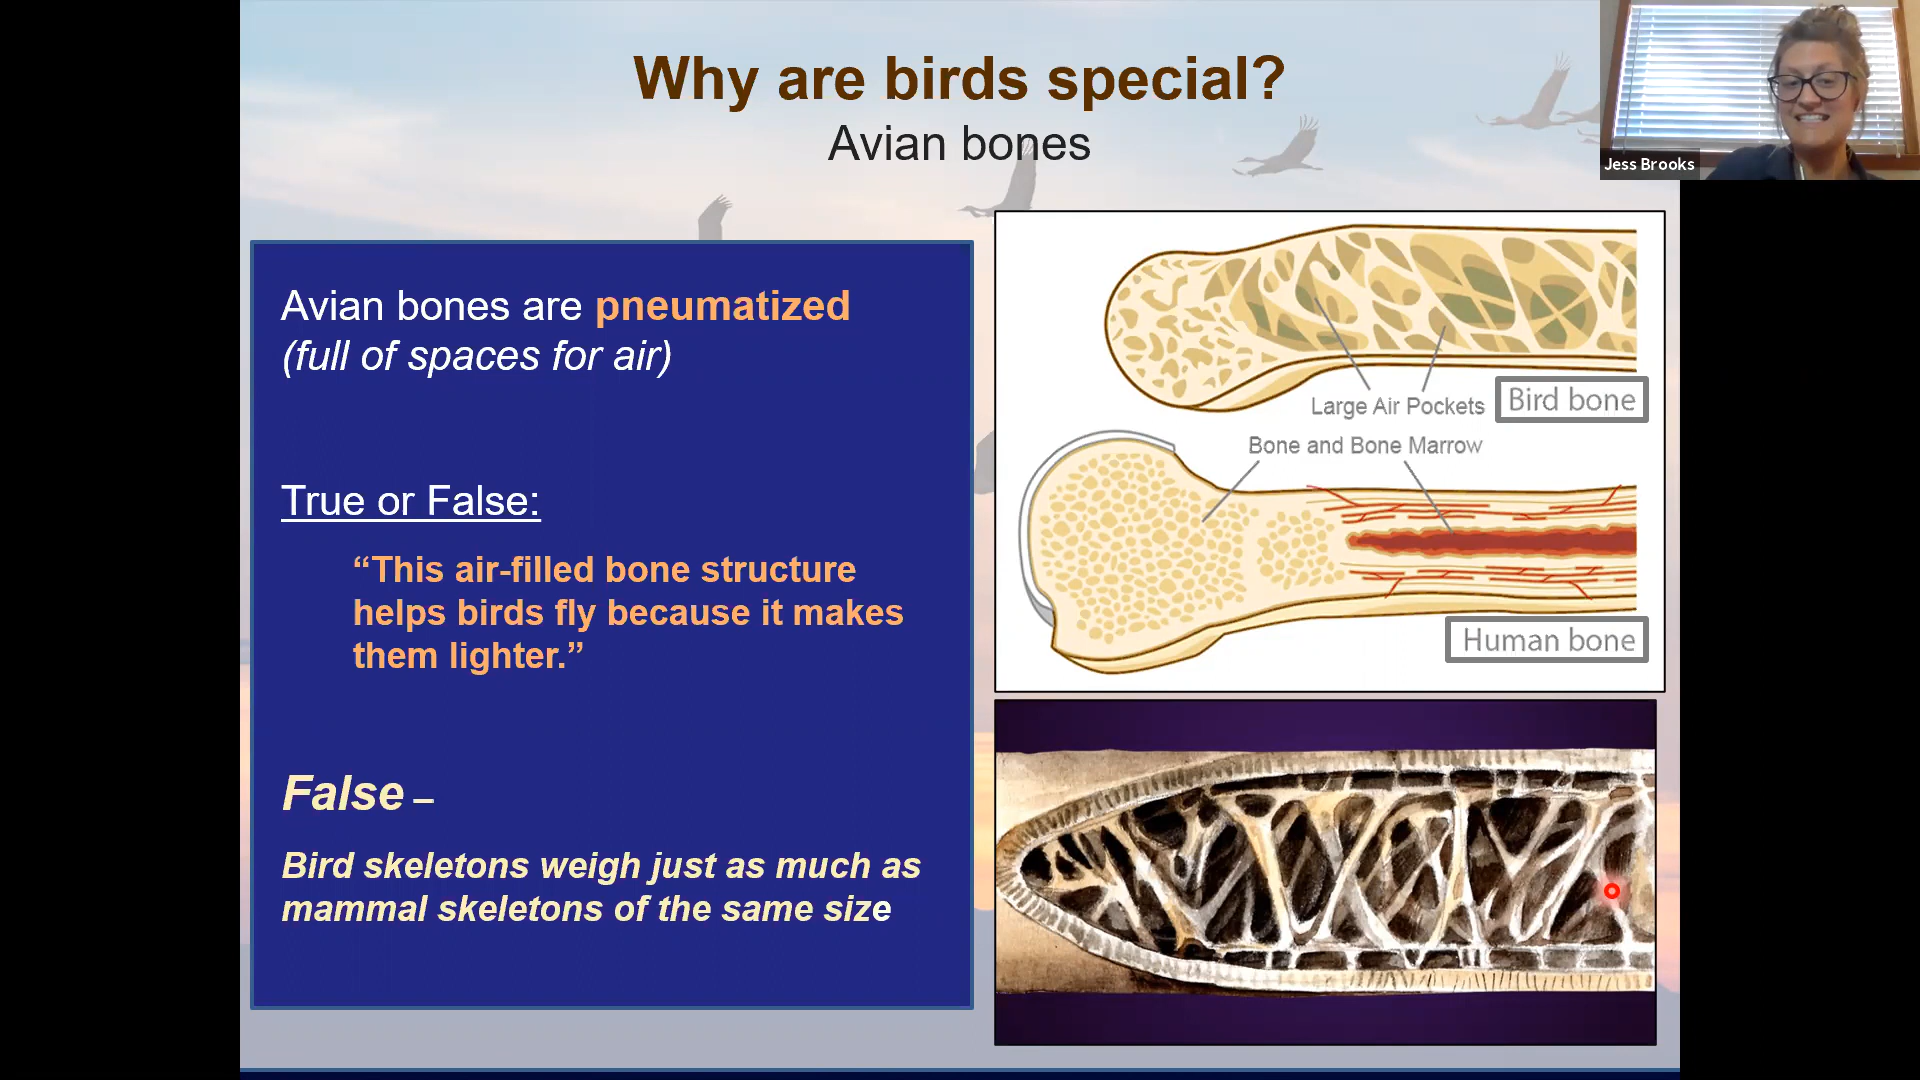 Why are birds special?
Avian bones
Jess Brooks
Avian bones are pneumatized
(full of spaces for air)
True or False:
“This air-filled bone structure
helps birds fly because it makes
them lighter.”
False –
Bird skeletons weigh just as much as
mammal skeletons of the same size
Large Air Pockets
Bird bone
Bone and Bone Marrow
Human bone